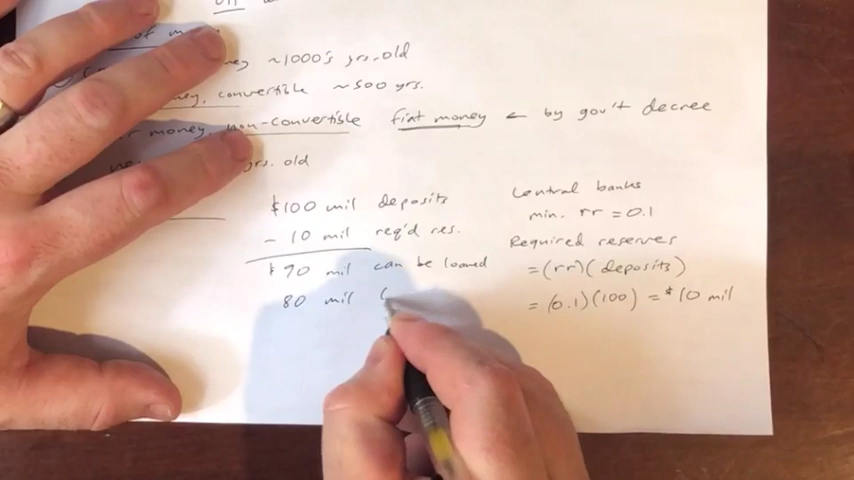 of
~1000's yrs. old
convertible ~500 yrs.
money, non-convertible fiat money ← by gov't decree
yrs. old
$100 mil deposits
- 10 mil req'd res.
$90 mil can be loaned
80 mil (
Central banks
min. rr = 0.1
Required reserves
= (rr)(deposits)
= (0.1)(100) = $10 mil